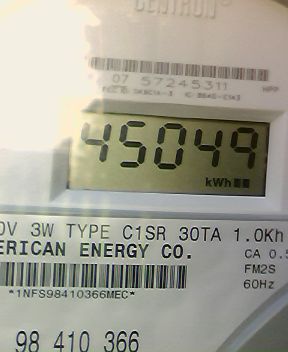 CENTRON
07 57245311
HPP
45049
kWh
0V 3W TYPE C1SR 30TA 1.0Kh
ERICAN ENERGY CO.
CA 0.5
FM2S
60Hz
*1NFS98410366MEC*
98 410 366